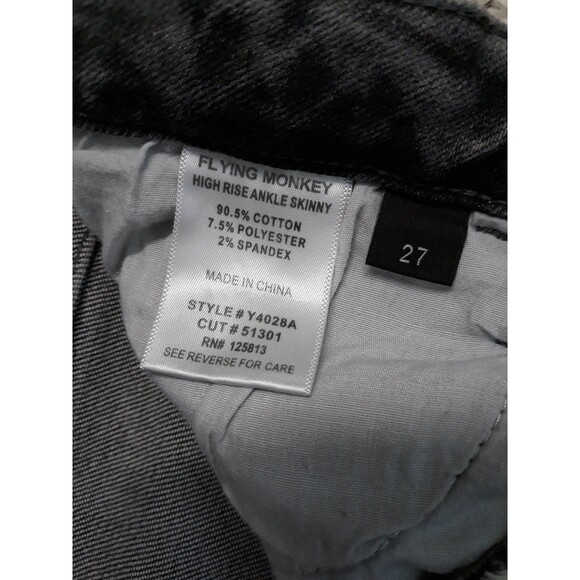 FLYING MONKEY
HIGH RISE ANKLE SKINNY
90.5% COTTON
7.5% POLYESTER
2% SPANDEX
MADE IN CHINA
STYLE # Y4028A
CUT # 51301
RN# 125813
SEE REVERSE FOR CARE
27